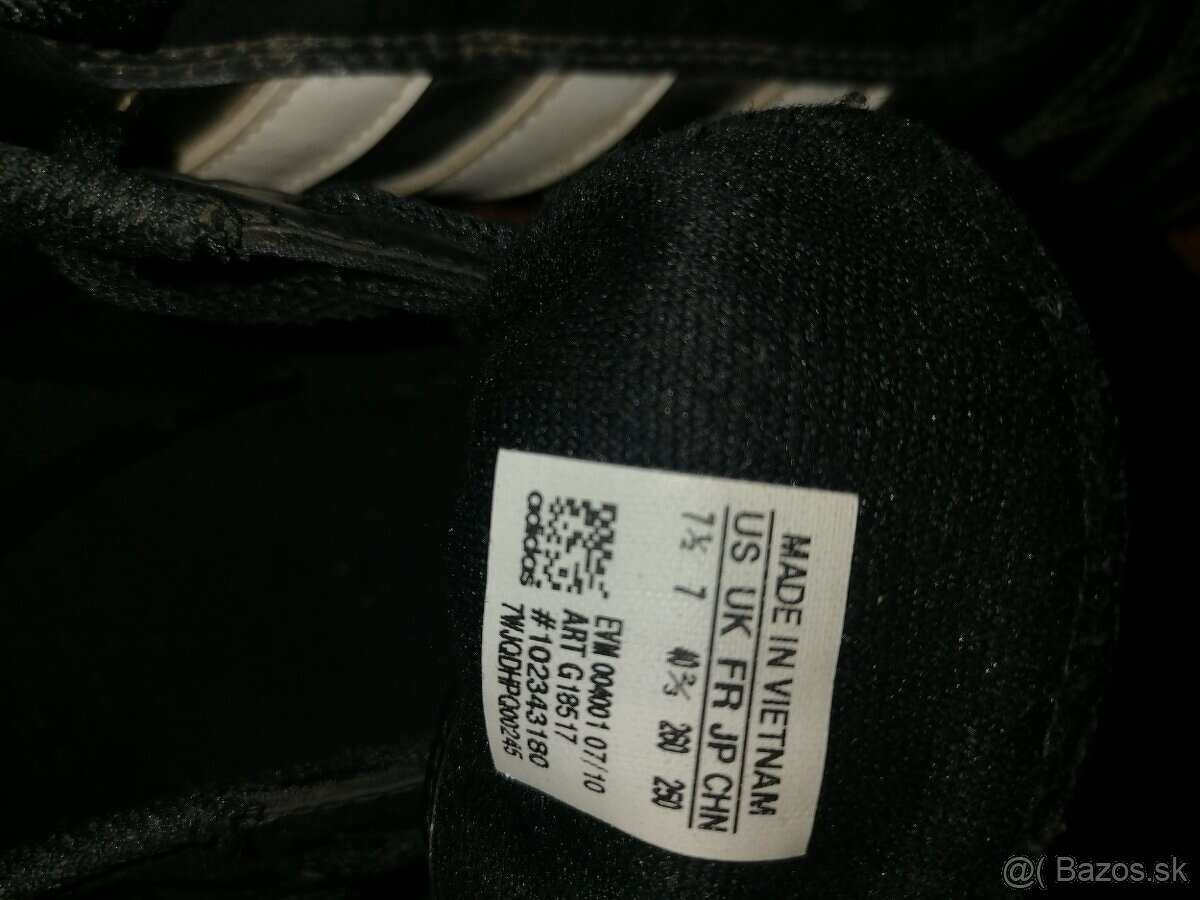 MADE IN VIETNAM
US UK FR JP CHN
7½ 7 40⅔ 260 250
adidas
EVM 004001 07/10
ART G18517
#102343180
7WJQDHPQ00245
@( Bazos.sk